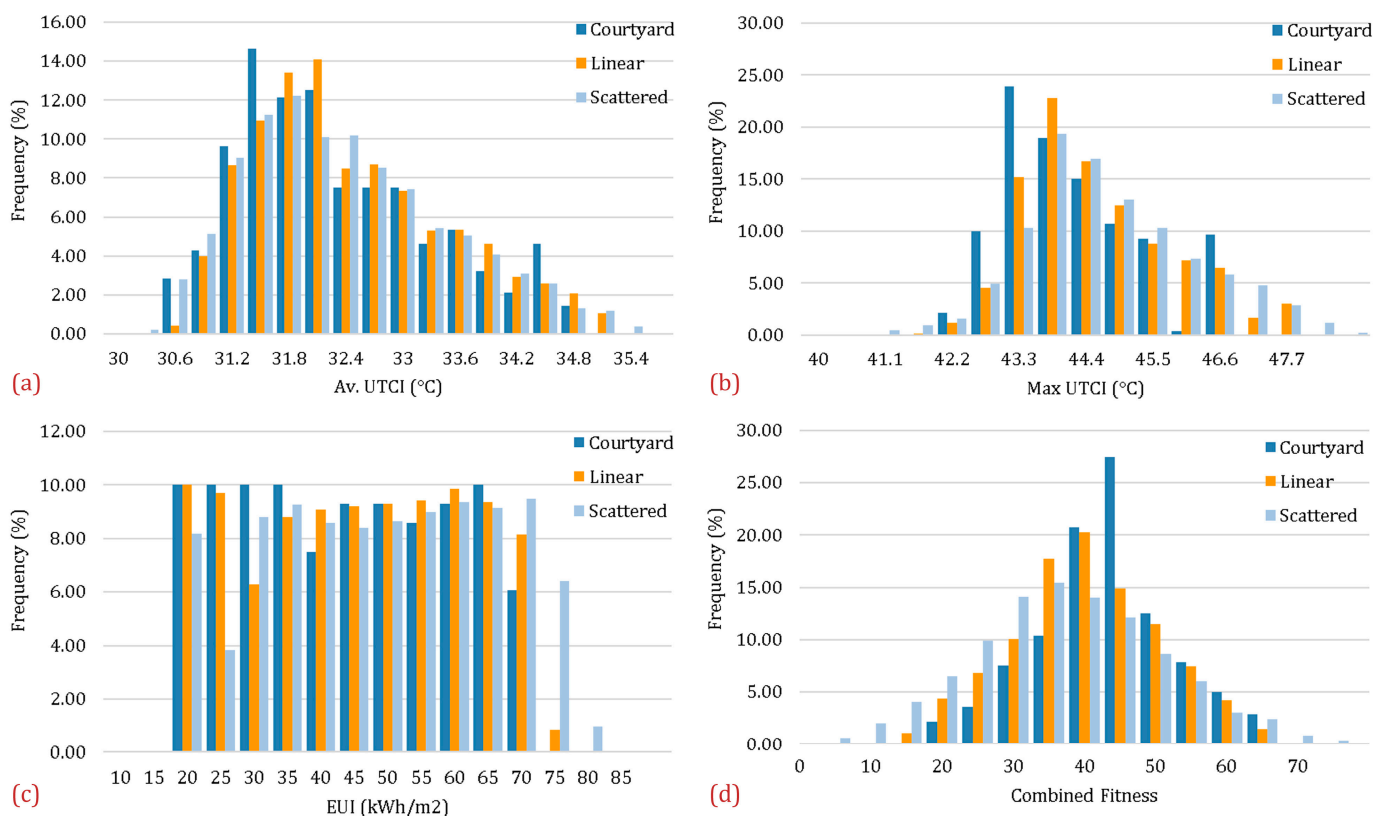 16.00
14.00
12.00
10.00
8.00
6.00
4.00
2.00
0.00
Frequency (%)
Courtyard
Linear
Scattered
30 30.6 31.2 31.8 32.4 33 33.6 34.2 34.8 35.4
Av. UTCI (°C)
(a)
30.00
25.00
20.00
15.00
10.00
5.00
0.00
Frequency (%)
Courtyard
Linear
Scattered
40 41.1 42.2 43.3 44.4 45.5 46.6 47.7
Max UTCI (°C)
(b)
12.00
10.00
8.00
6.00
4.00
2.00
0.00
Frequency (%)
Courtyard
Linear
Scattered
10 15 20 25 30 35 40 45 50 55 60 65 70 75 80 85
EUI (kWh/m2)
(c)
30.00
25.00
20.00
15.00
10.00
5.00
0.00
Frequency (%)
Courtyard
Linear
Scattered
0 10 20 30 40 50 60 70
Combined Fitness
(d)